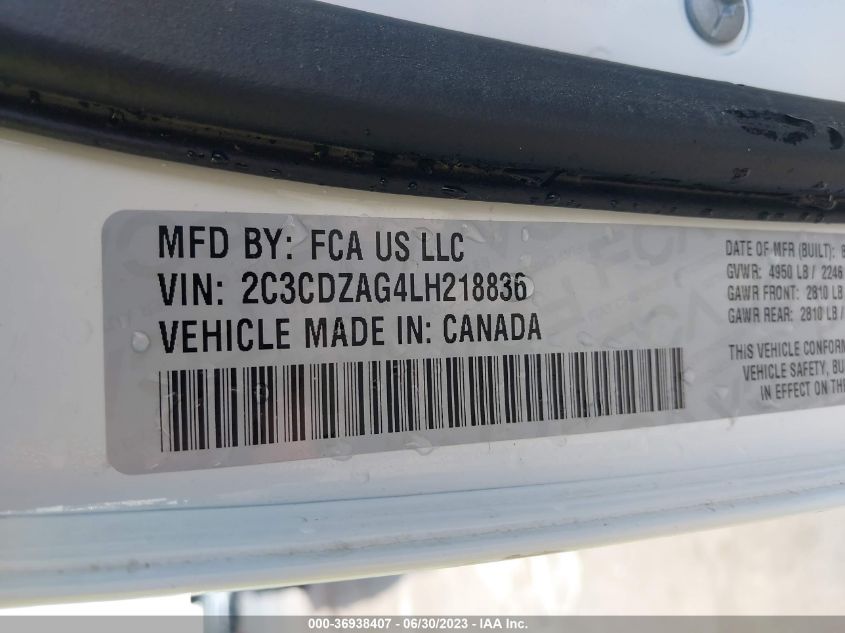 MFD BY: FCA US LLC
VIN: 2C3CDZAG4LH218836
VEHICLE MADE IN: CANADA
DATE OF MFR (BUILT):
GVWR: 4950 LB / 2246
GAWR FRONT: 2810 LB
GAWR REAR: 2810 LB /
THIS VEHICLE CONFORM
VEHICLE SAFETY, BU
IN EFFECT ON THE
000-36938407 - 06/30/2023 - IAA Inc.